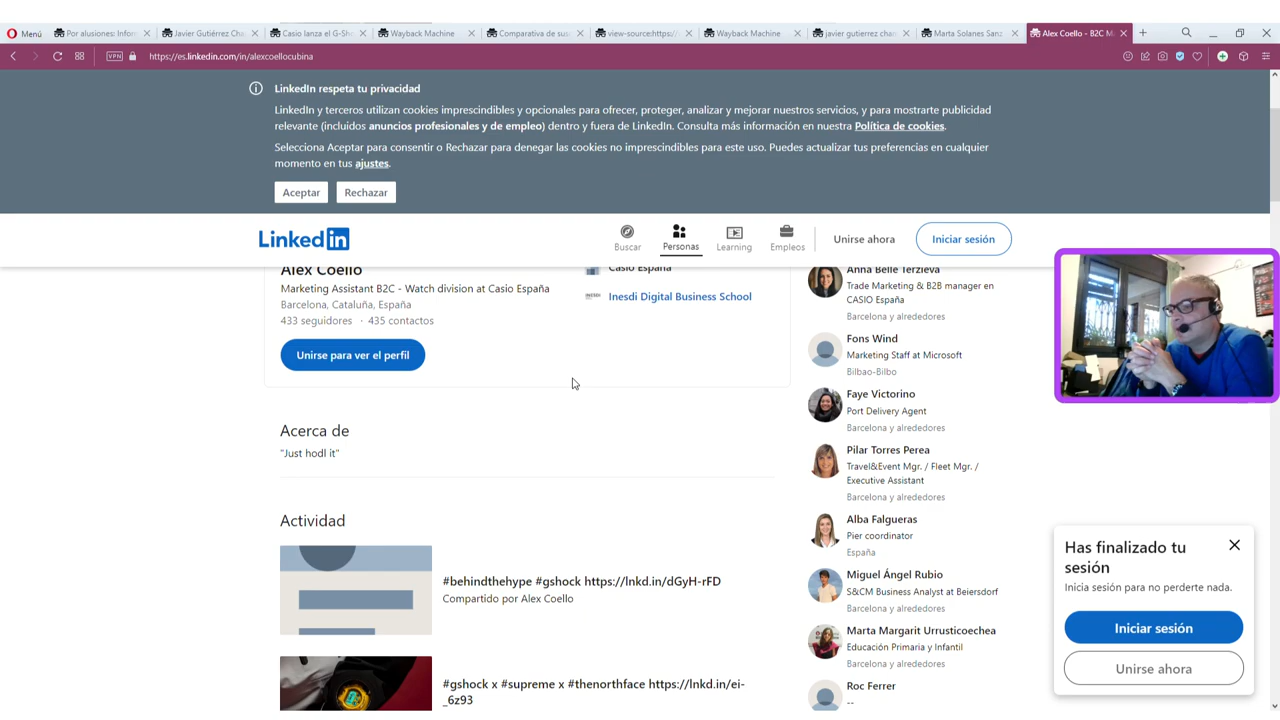 Menú
Por alusiones: Infor
Javier Gutiérrez Ch
Casio lanza el G-Sh
Wayback Machine
Comparativa de sus
view-source:https:/
Wayback Machine
javier gutierrez chan
Marta Solanes Sanz
Alex Coello - B2C M
VPN
https://es.linkedin.com/in/alexcoellocubina
LinkedIn respeta tu privacidad
LinkedIn y terceros utilizan cookies imprescindibles y opcionales para ofrecer, proteger, analizar y mejorar nuestros servicios, y para mostrarte publicidad
relevante (incluidos anuncios profesionales y de empleo) dentro y fuera de LinkedIn. Consulta más información en nuestra Política de cookies.
Selecciona Aceptar para consentir o Rechazar para denegar las cookies no imprescindibles para este uso. Puedes actualizar tus preferencias en cualquier
momento en tus ajustes.
Aceptar
Rechazar
LinkedIn
Buscar
Personas
Learning
Empleos
Unirse ahora
Iniciar sesión
Alex Coello
Marketing Assistant B2C - Watch division at Casio España
Barcelona, Cataluña, España
433 seguidores · 435 contactos
Unirse para ver el perfil
Casio España
Inesdi Digital Business School
Acerca de
"Just hodl it"
Actividad
#behindthehype #gshock https://lnkd.in/dGyH-rFD
Compartido por Alex Coello
#gshock x #supreme x #thenorthface https://lnkd.in/ei-
_6z93
Anna Belle Terzieva
Trade Marketing & B2B manager en
CASIO España
Barcelona y alrededores
Fons Wind
Marketing Staff at Microsoft
Bilbao-Bilbo
Faye Victorino
Port Delivery Agent
Barcelona y alrededores
Pilar Torres Perea
Travel&Event Mgr. / Fleet Mgr. /
Executive Assistant
Barcelona y alrededores
Alba Falgueras
Pier coordinator
España
Miguel Ángel Rubio
S&CM Business Analyst at Beiersdorf
Barcelona y alrededores
Marta Margarit Urrusticoechea
Educación Primaria y Infantil
Barcelona y alrededores
Roc Ferrer
--
Has finalizado tu
sesión
Inicia sesión para no perderte nada.
Iniciar sesión
Unirse ahora